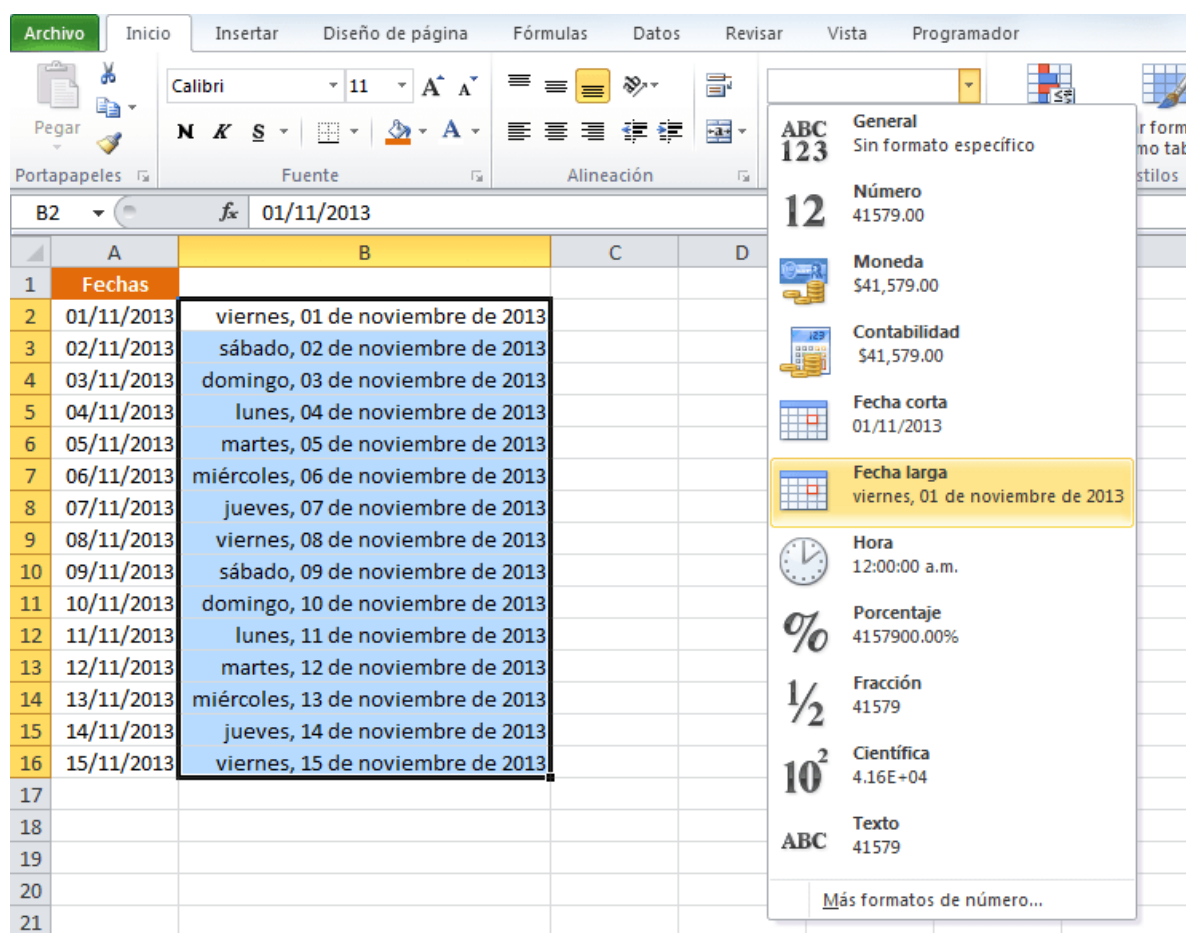 Archivo Inicio Insertar Diseño de página Fórmulas Datos Revisar Vista Programador
Calibri 11 A A
Pegar N K S A
Portapapeles Fuente Alineación
B2 fx 01/11/2013
A B C D
1 Fechas
2 01/11/2013 viernes, 01 de noviembre de 2013
3 02/11/2013 sábado, 02 de noviembre de 2013
4 03/11/2013 domingo, 03 de noviembre de 2013
5 04/11/2013 lunes, 04 de noviembre de 2013
6 05/11/2013 martes, 05 de noviembre de 2013
7 06/11/2013 miércoles, 06 de noviembre de 2013
8 07/11/2013 jueves, 07 de noviembre de 2013
9 08/11/2013 viernes, 08 de noviembre de 2013
10 09/11/2013 sábado, 09 de noviembre de 2013
11 10/11/2013 domingo, 10 de noviembre de 2013
12 11/11/2013 lunes, 11 de noviembre de 2013
13 12/11/2013 martes, 12 de noviembre de 2013
14 13/11/2013 miércoles, 13 de noviembre de 2013
15 14/11/2013 jueves, 14 de noviembre de 2013
16 15/11/2013 viernes, 15 de noviembre de 2013
17
18
19
20
21
ABC 123
General
Sin formato específico
12
Número
41579.00
Moneda
$41,579.00
Contabilidad
$41,579.00
Fecha corta
01/11/2013
Fecha larga
viernes, 01 de noviembre de 2013
Hora
12:00:00 a.m.
%
Porcentaje
4157900.00%
½
Fracción
41579
10²
Científica
4.16E+04
ABC
Texto
41579
Más formatos de número...
r form
mo tab
stilos